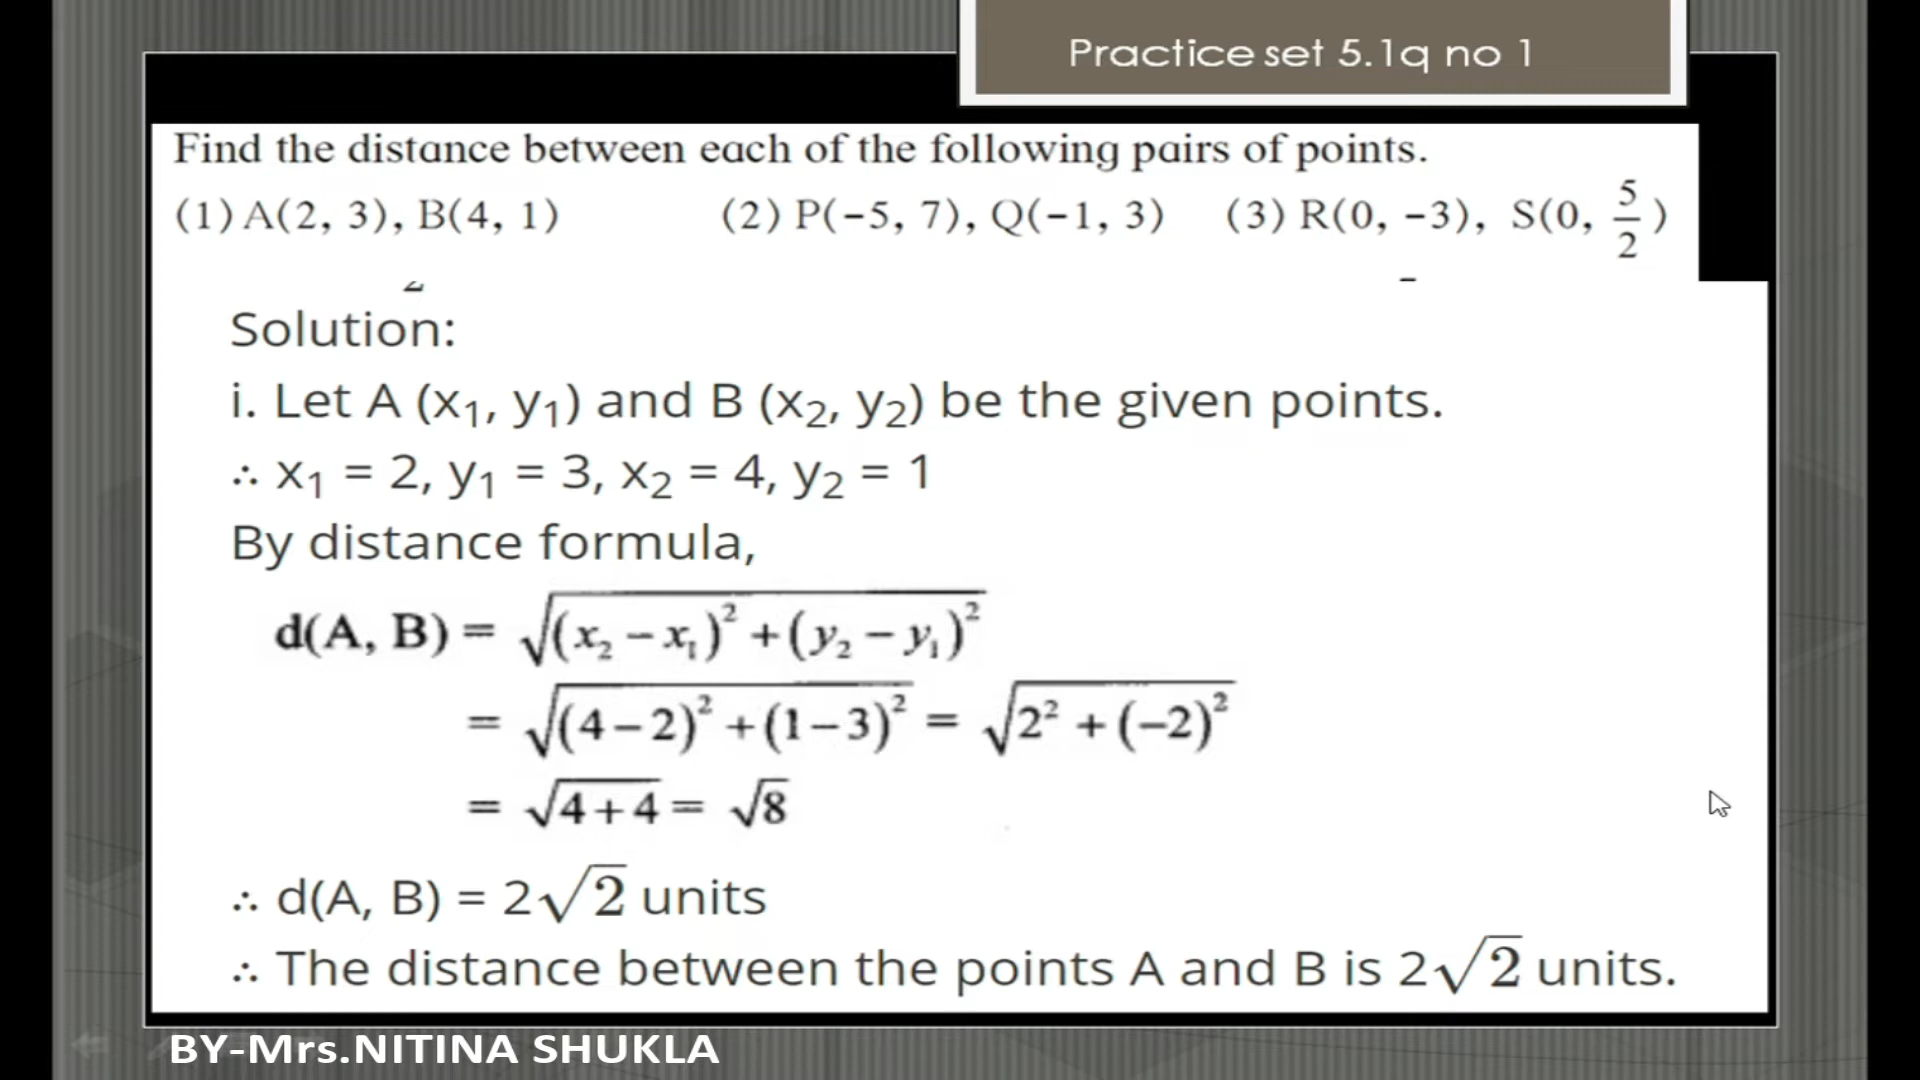 Practice set 5.1q no 1
Find the distance between each of the following pairs of points.
(1) A(2, 3), B(4, 1) (2) P(−5, 7), Q(−1, 3) (3) R(0, −3), S(0, 5/2)
Solution:
i. Let A (x₁, y₁) and B (x₂, y₂) be the given points.
∴ x₁ = 2, y₁ = 3, x₂ = 4, y₂ = 1
By distance formula,
d(A, B) = √((x₂ − x₁)² + (y₂ − y₁)²)
= √((4−2)² + (1−3)²) = √(2² + (−2)²)
= √(4+4) = √8
∴ d(A, B) = 2√2 units
∴ The distance between the points A and B is 2√2 units.
BY-Mrs.NITINA SHUKLA